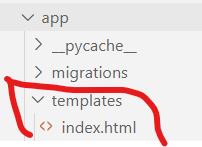 app
__pycache__
migrations
templates
<> index.html